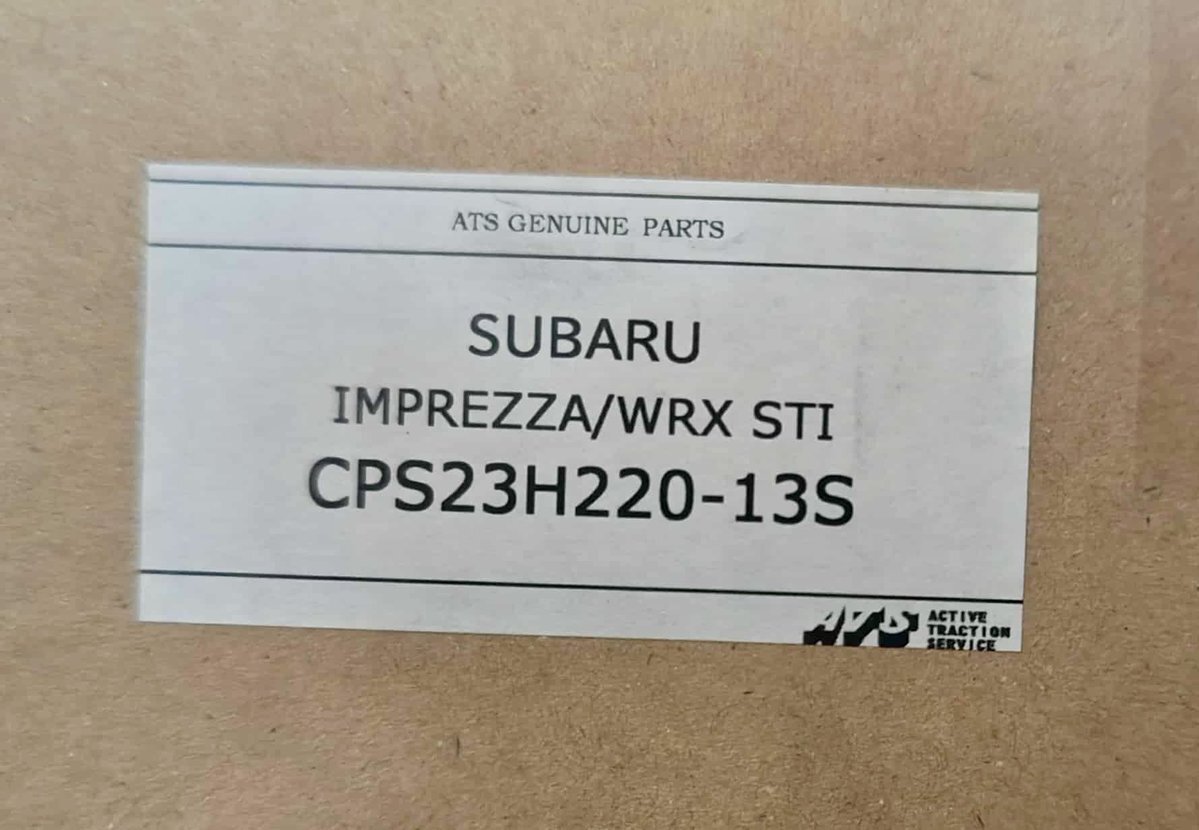 ATS GENUINE PARTS
SUBARU
IMPREZZA/WRX STI
CPS23H220-13S
ATS
ACTIVE
TRACTION
SERVICE